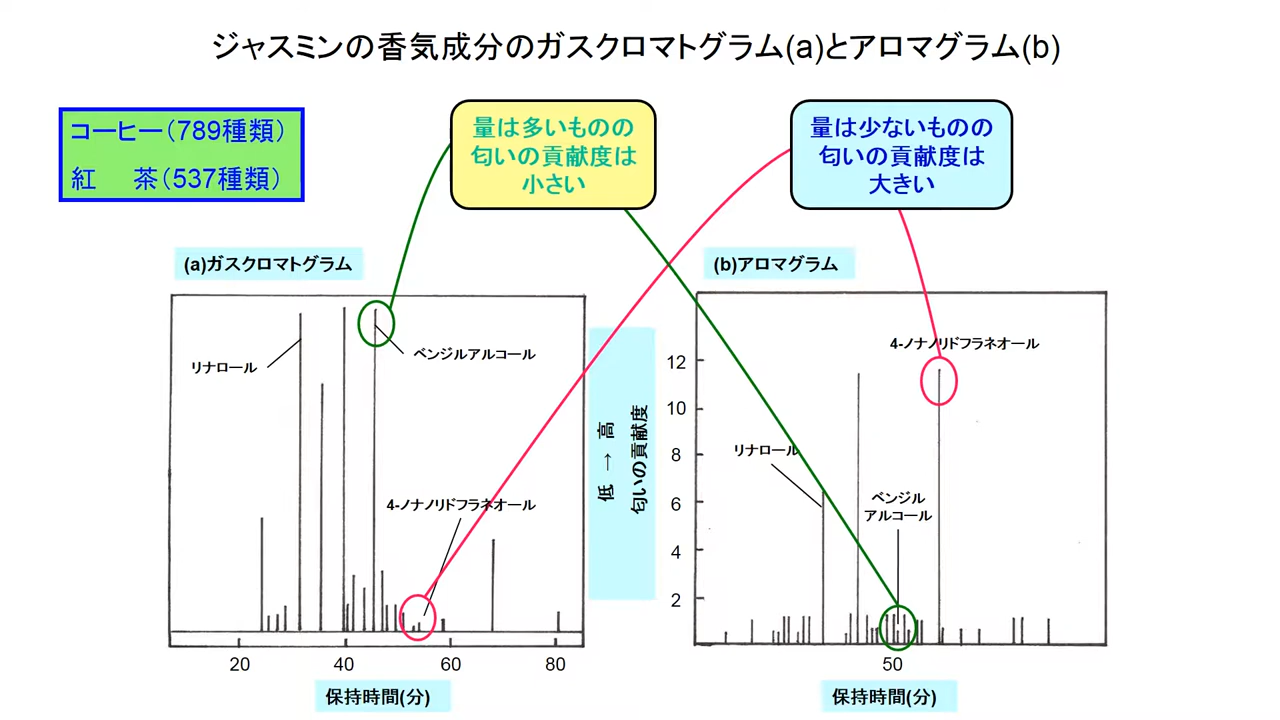 ジャスミンの香気成分のガスクロマトグラム(a)とアロマグラム(b)
コーヒー(789種類)
紅　茶(537種類)
量は多いものの
匂いの貢献度は
小さい
量は少ないものの
匂いの貢献度は
大きい
(a)ガスクロマトグラム
リナロール
ベンジルアルコール
4-ノナノリドフラネオール
20
40
60
80
保持時間(分)
低 → 高
匂いの貢献度
(b)アロマグラム
4-ノナノリドフラネオール
リナロール
ベンジル
アルコール
12
10
8
6
4
2
50
保持時間(分)